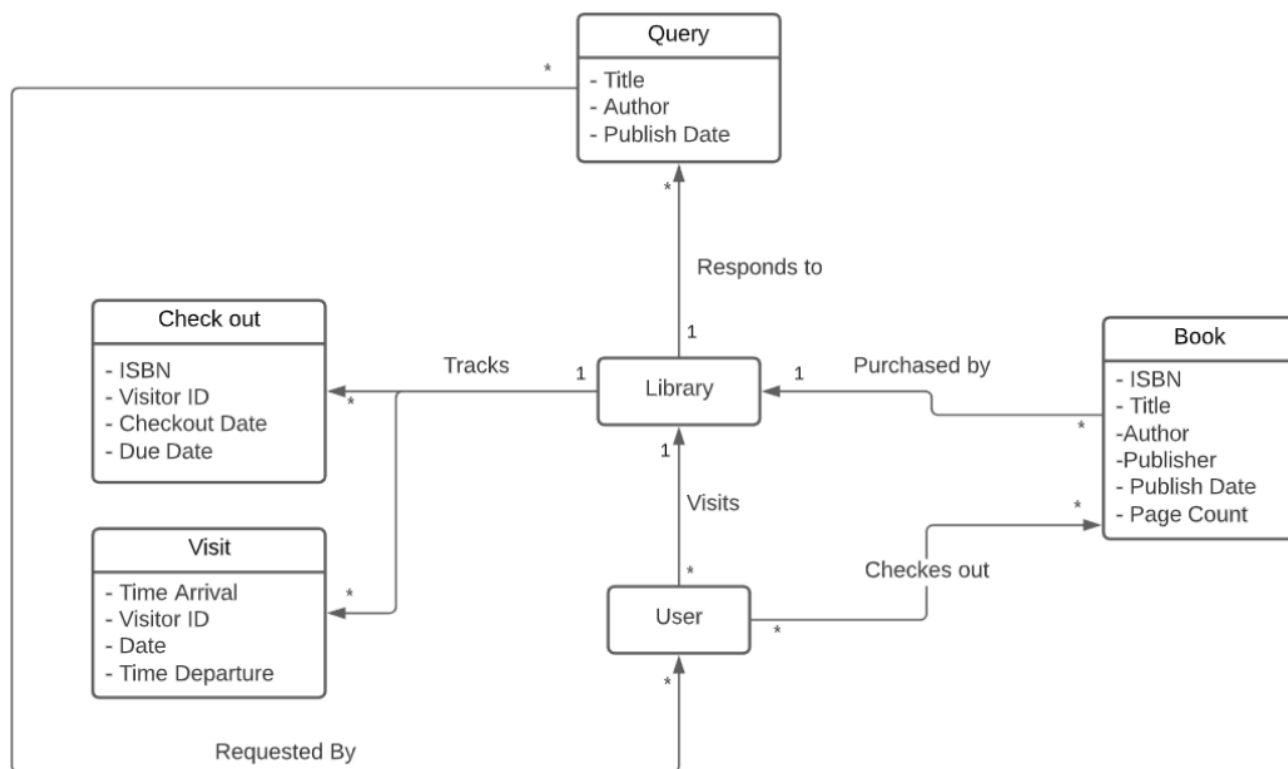 Query
*
- Title
- Author
- Publish Date
*
Responds to
1
Check out
- ISBN
- Visitor ID
- Checkout Date
- Due Date
Tracks
1
*
Library
Purchased by
1
*
Book
- ISBN
- Title
-Author
-Publisher
- Publish Date
- Page Count
1
Visits
*
*
Checkes out
*
Visit
- Time Arrival
- Visitor ID
- Date
- Time Departure
*
User
*
Requested By